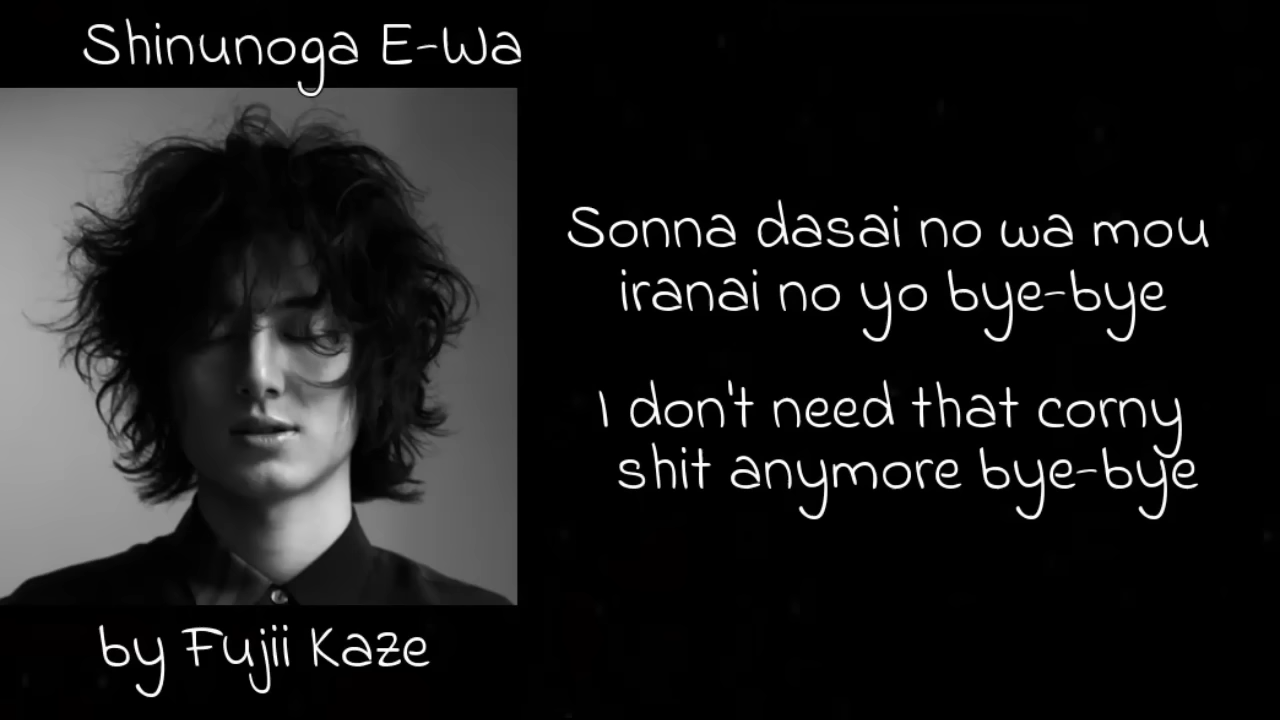 Shinunoga E-Wa
Sonna dasai no wa mou
iranai no yo bye-bye
I don't need that corny
shit anymore bye-bye
by Fujii Kaze